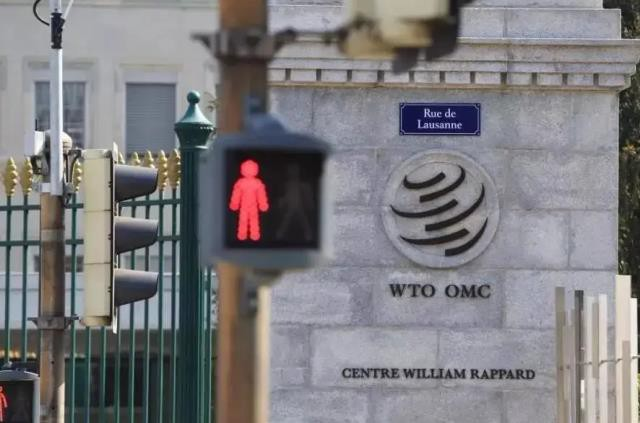 Rue de
Lausanne
WTO OMC
CENTRE WILLIAM RAPPARD